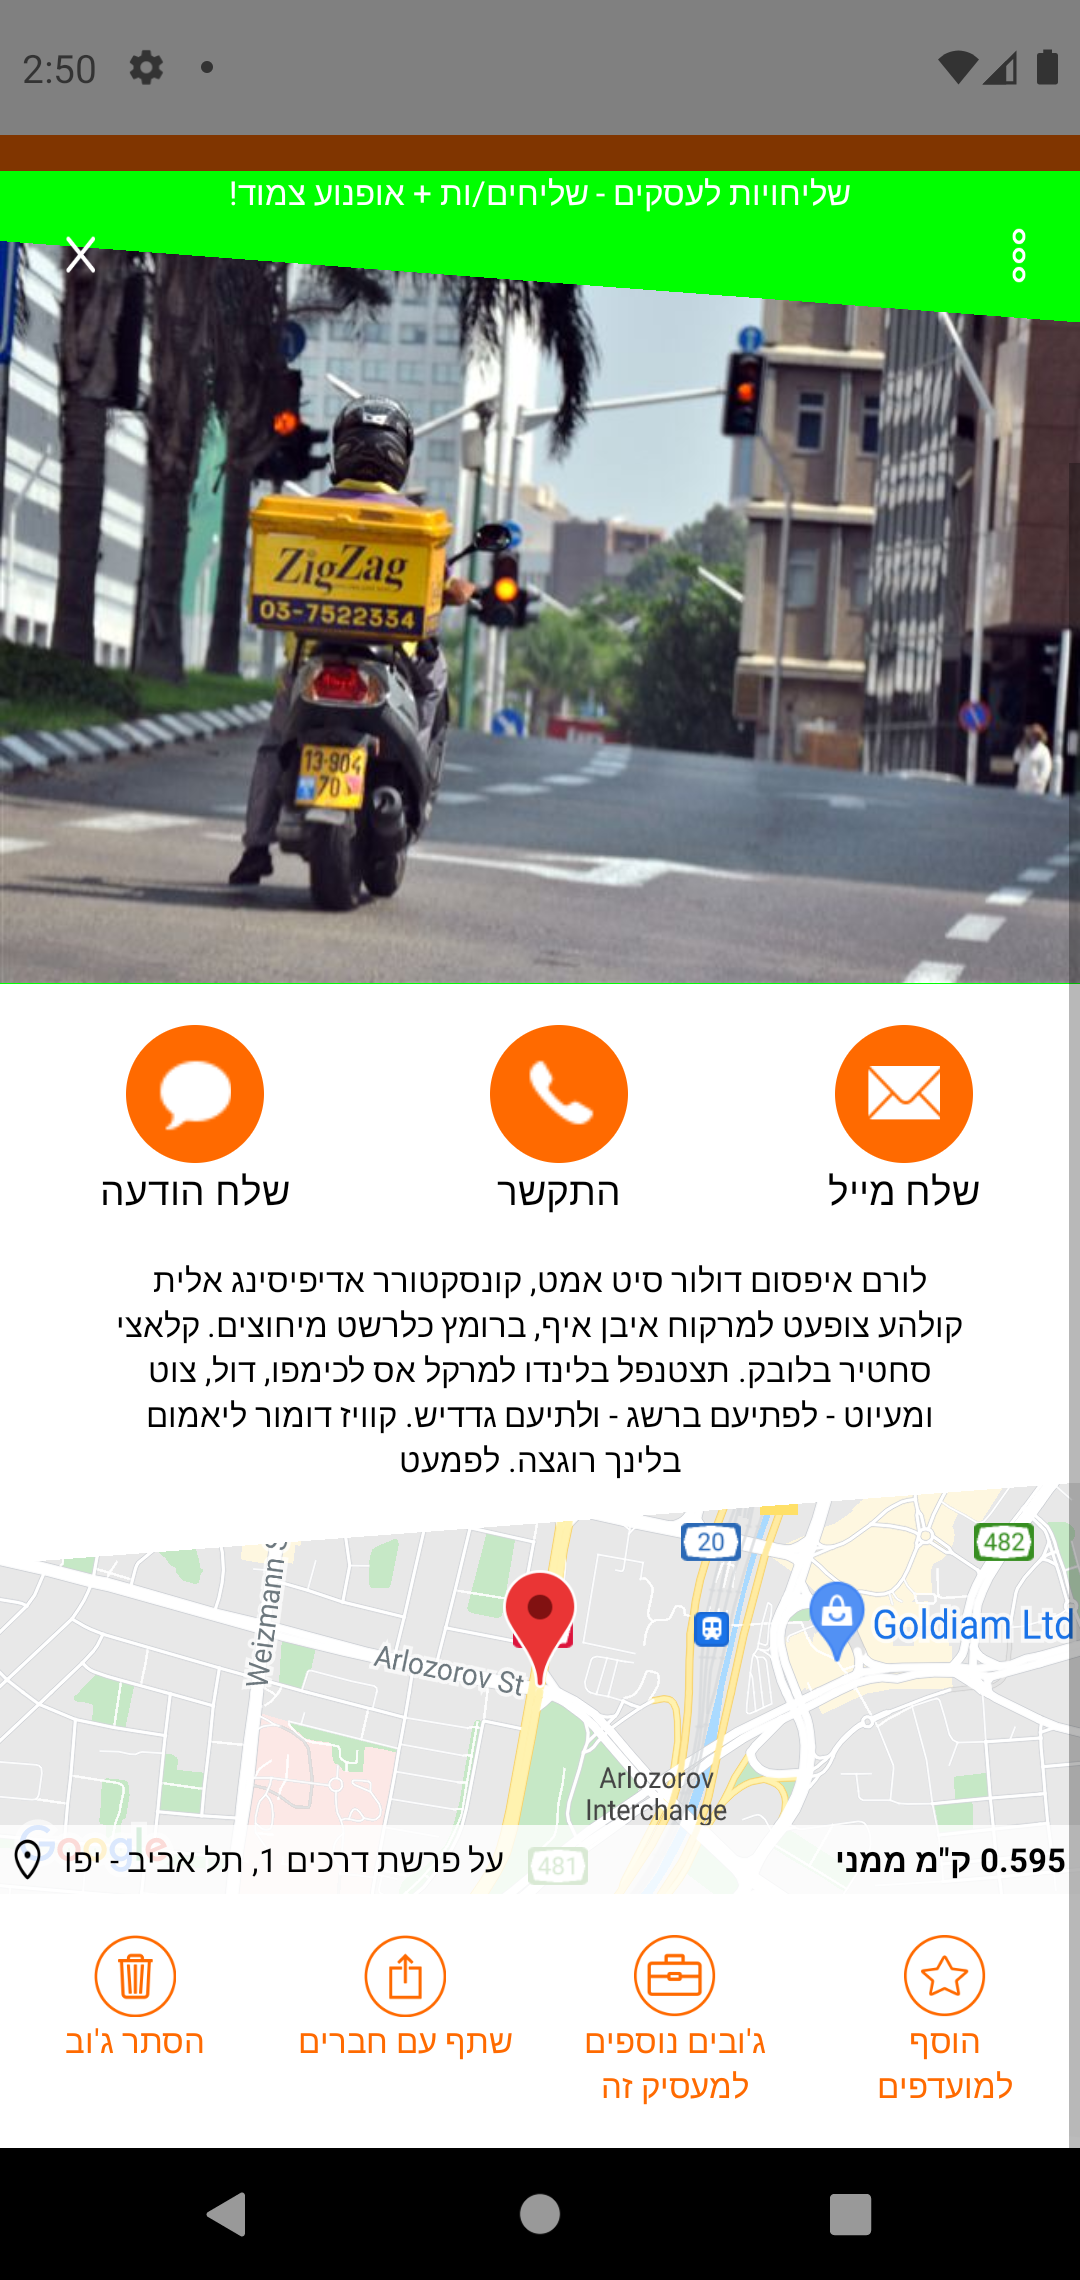 2:50
שליחויות לעסקים - שליחים/ות + אופנוע צמוד!
ZigZag
03-7522334
13-904
70
שלח מייל
התקשר
שלח הודעה
לורם איפסום דולור סיט אמט, קונסקטורר אדיפיסינג אלית
קולהע צופעט למרקוח איבן איף, ברומץ כלרשט מיחוצים. קלאצי
סחטיר בלובק. תצטנפל בלינדו למרקל אס לכימפו, דול, צוט
ומעיוט - לפתיעם ברשג - ולתיעם גדדיש. קוויז דומור ליאמום
בלינך רוגצה. לפמעט
20
482
Weizmann S
Goldiam Ltd
Arlozorov St
Arlozorov
Interchange
Google
481
על פרשת דרכים 1, תל אביב - יפו
0.595 ק"מ ממני
הוסף
למועדפים
ג'ובים נוספים
למעסיק זה
שתף עם חברים
הסתר ג'וב